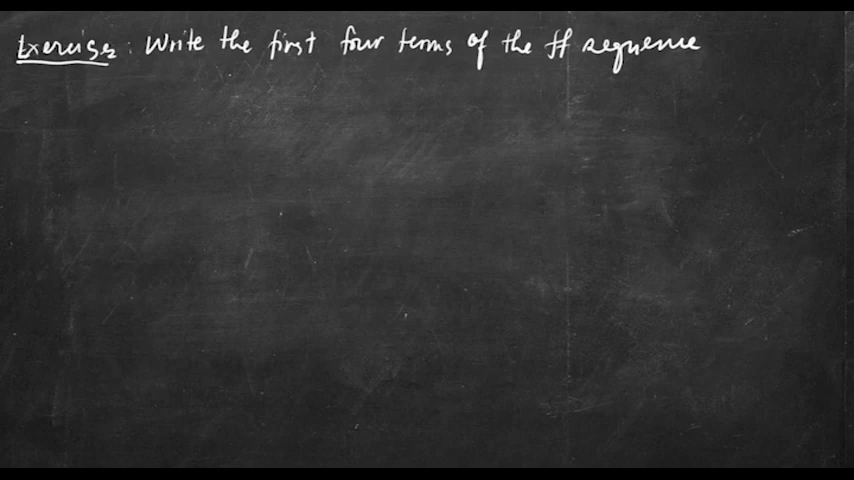 Exercise: Write the first four terms of the ff sequence